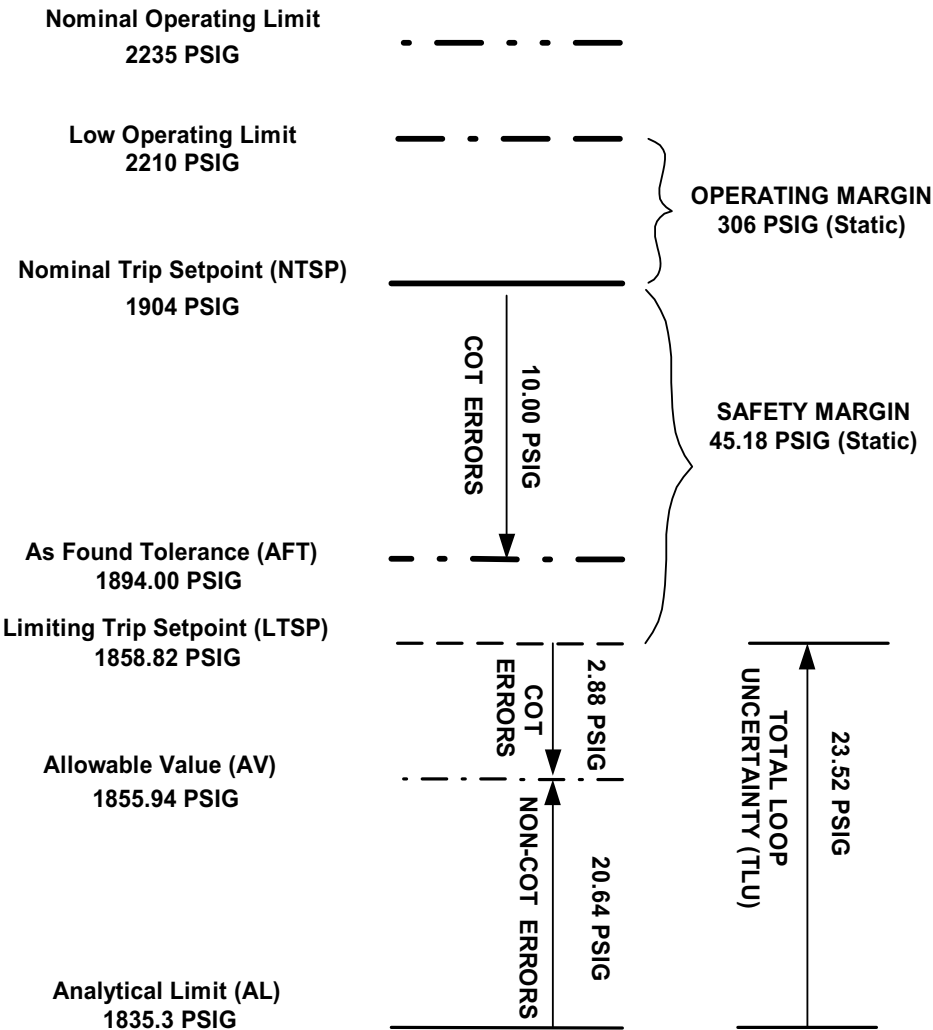 Nominal Operating Limit
2235 PSIG
Low Operating Limit
2210 PSIG
OPERATING MARGIN
306 PSIG (Static)
Nominal Trip Setpoint (NTSP)
1904 PSIG
COT ERRORS
10.00 PSIG
SAFETY MARGIN
45.18 PSIG (Static)
As Found Tolerance (AFT)
1894.00 PSIG
Limiting Trip Setpoint (LTSP)
1858.82 PSIG
COT
ERRORS
2.88 PSIG
Allowable Value (AV)
1855.94 PSIG
NON-COT ERRORS
20.64 PSIG
TOTAL LOOP
UNCERTAINTY (TLU)
23.52 PSIG
Analytical Limit (AL)
1835.3 PSIG